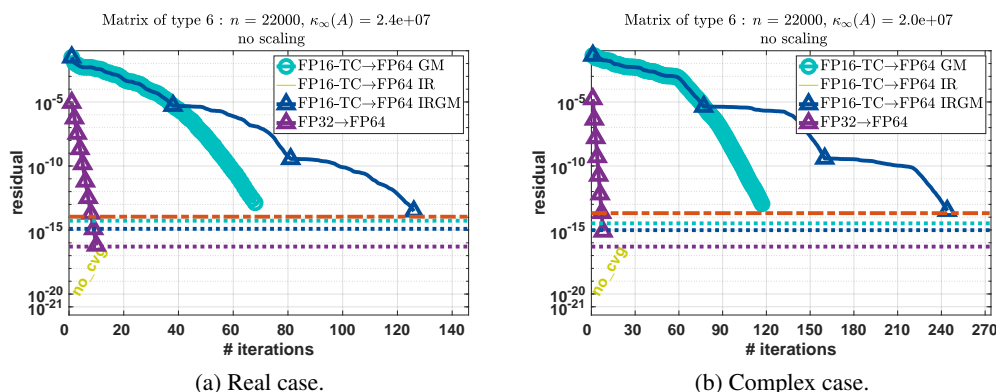 Matrix of type 6 : n = 22000, κ∞(A) = 2.4e+07
no scaling
FP16-TC→FP64 GM
FP16-TC→FP64 IR
FP16-TC→FP64 IRGM
FP32→FP64
residual
10^-5
10^-10
10^-15
10^-20
10^-21
no_cvg
0 20 40 60 80 100 120 140
# iterations
(a) Real case.
Matrix of type 6 : n = 22000, κ∞(A) = 2.0e+07
no scaling
FP16-TC→FP64 GM
FP16-TC→FP64 IR
FP16-TC→FP64 IRGM
FP32→FP64
residual
10^-5
10^-10
10^-15
10^-20
10^-21
no_cvg
0 30 60 90 120 150 180 210 240 270
# iterations
(b) Complex case.